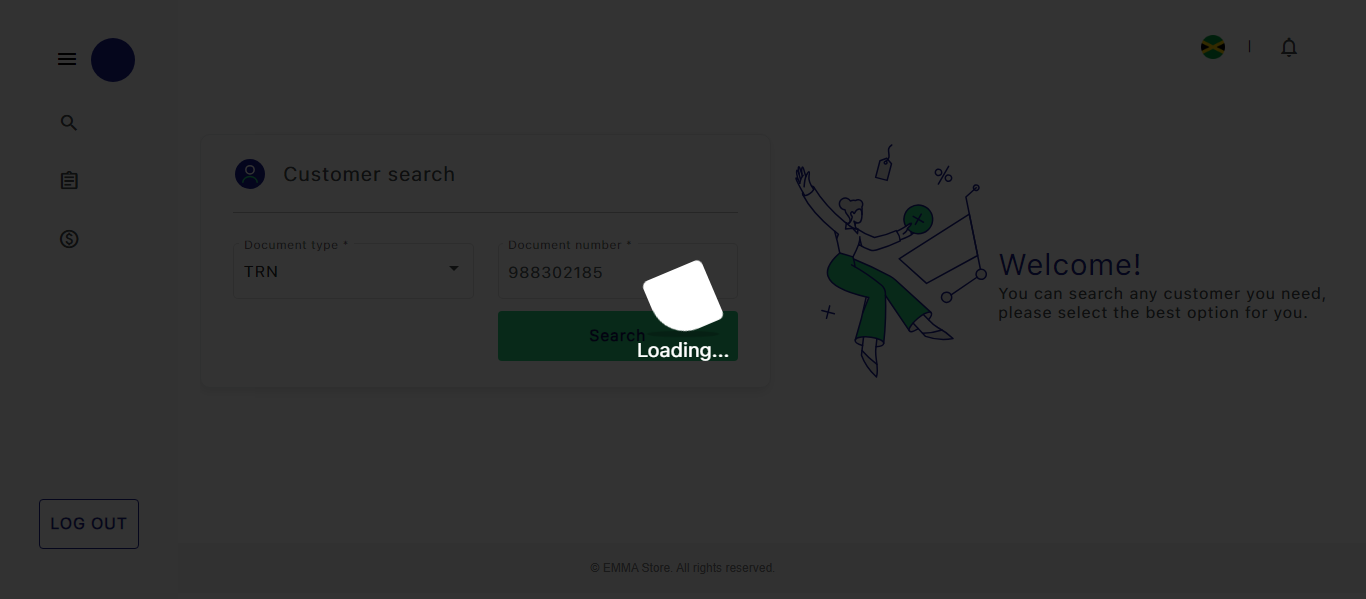 Customer search
Document type *
TRN
Document number *
988302185
Search
Loading...
Welcome!
You can search any customer you need,
please select the best option for you.
LOG OUT
© EMMA Store. All rights reserved.